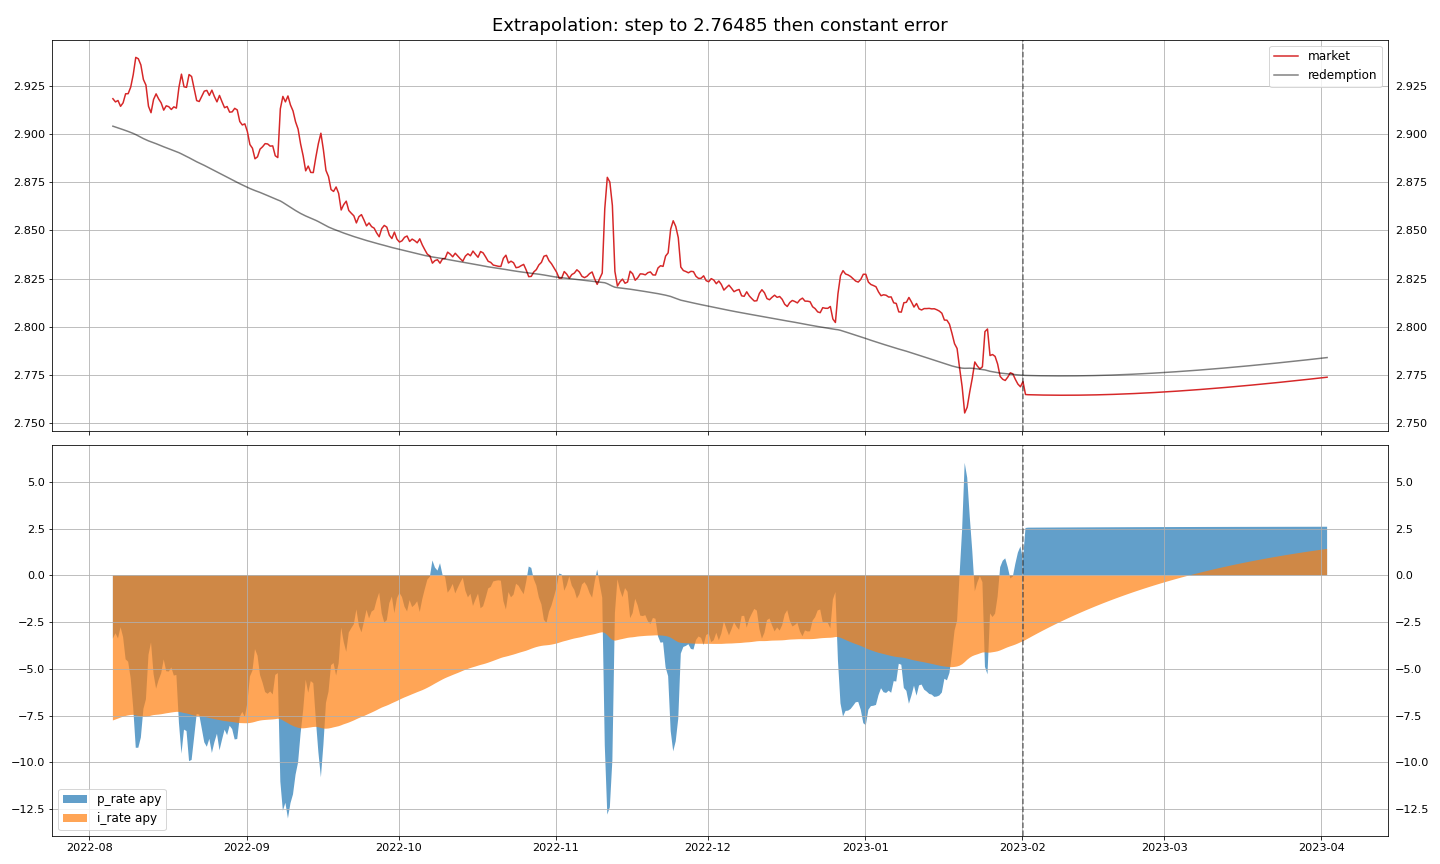 Extrapolation: step to 2.76485 then constant error
market
redemption
2.925 2.925
2.900 2.900
2.875 2.875
2.850 2.850
2.825 2.825
2.800 2.800
2.775 2.775
2.750 2.750
5.0 5.0
2.5 2.5
0.0 0.0
−2.5 −2.5
−5.0 −5.0
−7.5 −7.5
−10.0 −10.0
−12.5 −12.5
p_rate apy
i_rate apy
2022-08 2022-09 2022-10 2022-11 2022-12 2023-01 2023-02 2023-03 2023-04